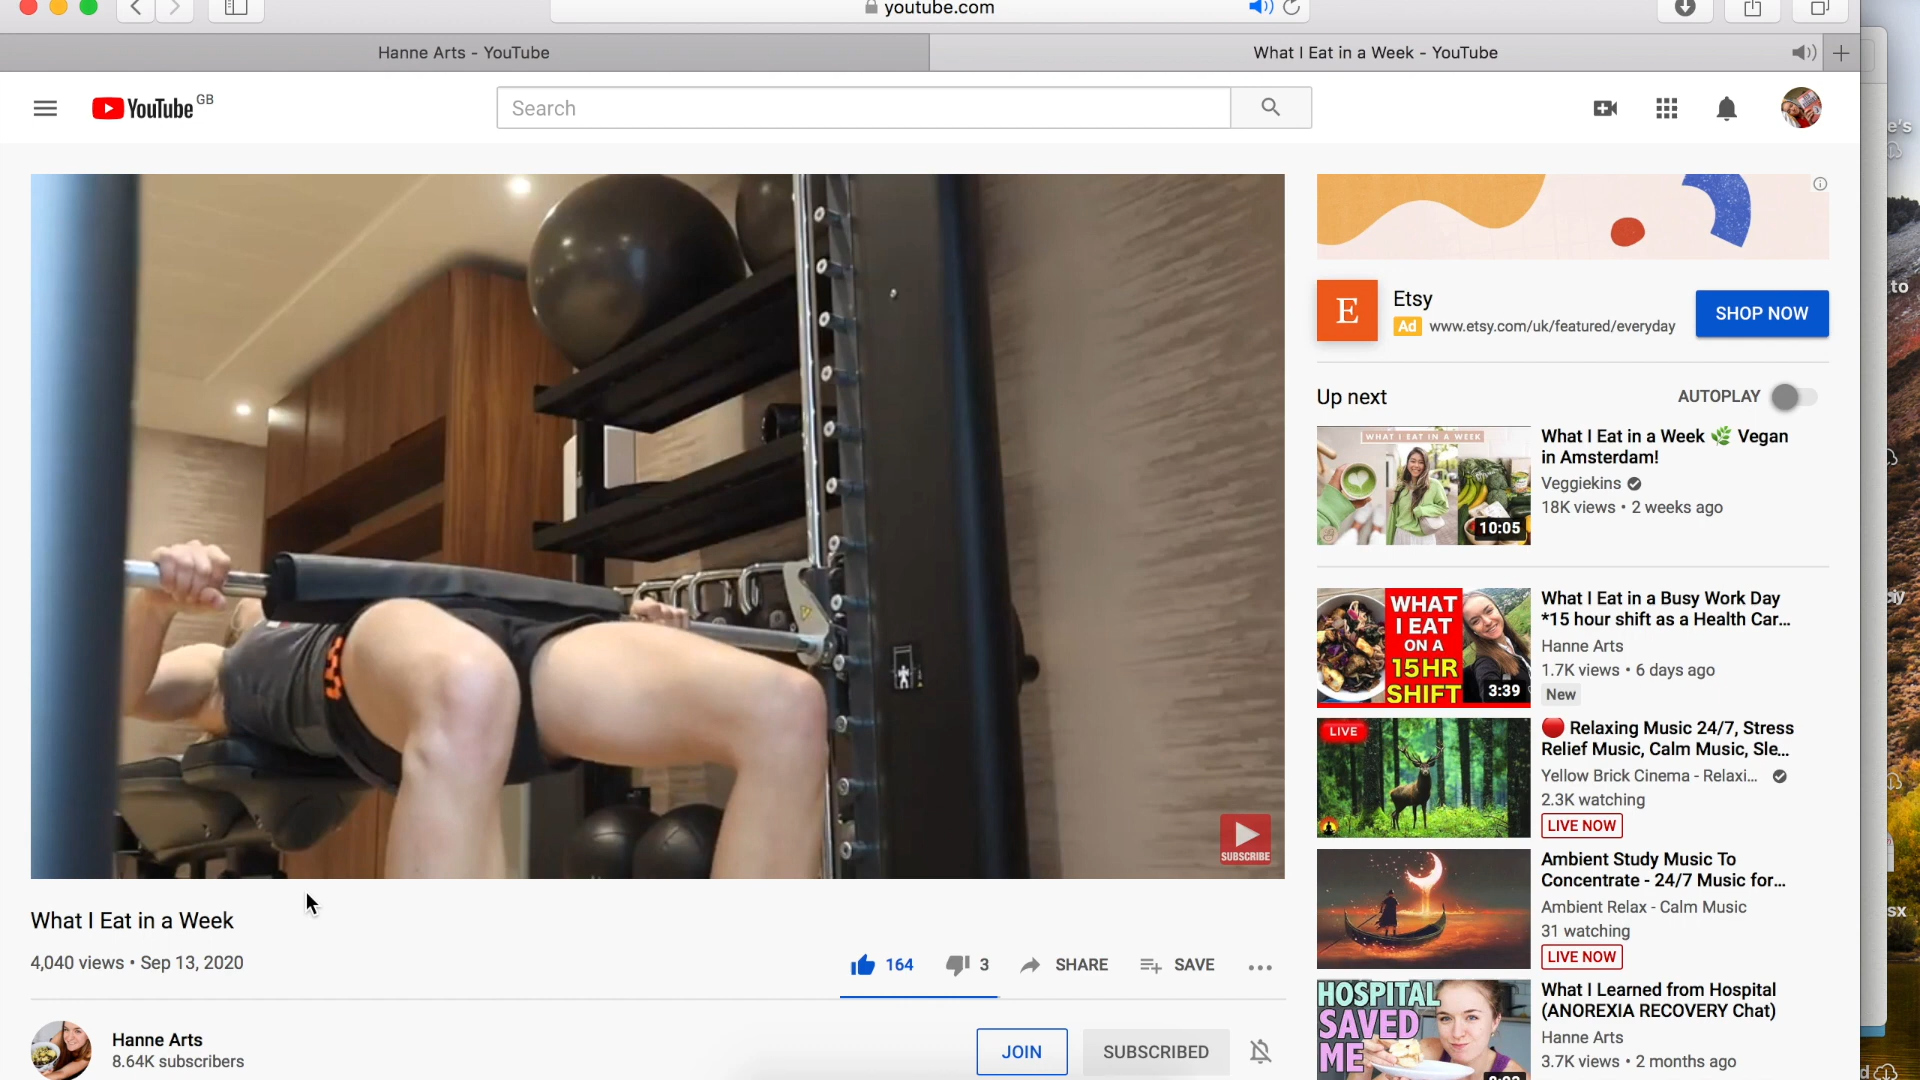 youtube.com
Hanne Arts - YouTube
What I Eat in a Week - YouTube
YouTube GB
Search
SUBSCRIBE
What I Eat in a Week
4,040 views • Sep 13, 2020
164
3
SHARE
SAVE
Hanne Arts
8.64K subscribers
JOIN
SUBSCRIBED
E
Etsy
Ad www.etsy.com/uk/featured/everyday
SHOP NOW
Up next
AUTOPLAY
WHAT I EAT IN A WEEK
10:05
What I Eat in a Week 🌿 Vegan
in Amsterdam!
Veggiekins
18K views • 2 weeks ago
WHAT
I EAT
ON A
15HR
SHIFT
3:39
What I Eat in a Busy Work Day
*15 hour shift as a Health Car...
Hanne Arts
1.7K views • 6 days ago
New
LIVE
🔴 Relaxing Music 24/7, Stress
Relief Music, Calm Music, Sle...
Yellow Brick Cinema - Relaxi...
2.3K watching
LIVE NOW
Ambient Study Music To
Concentrate - 24/7 Music for...
Ambient Relax - Calm Music
31 watching
LIVE NOW
HOSPITAL
SAVED
ME
What I Learned from Hospital
(ANOREXIA RECOVERY Chat)
Hanne Arts
3.7K views • 2 months ago